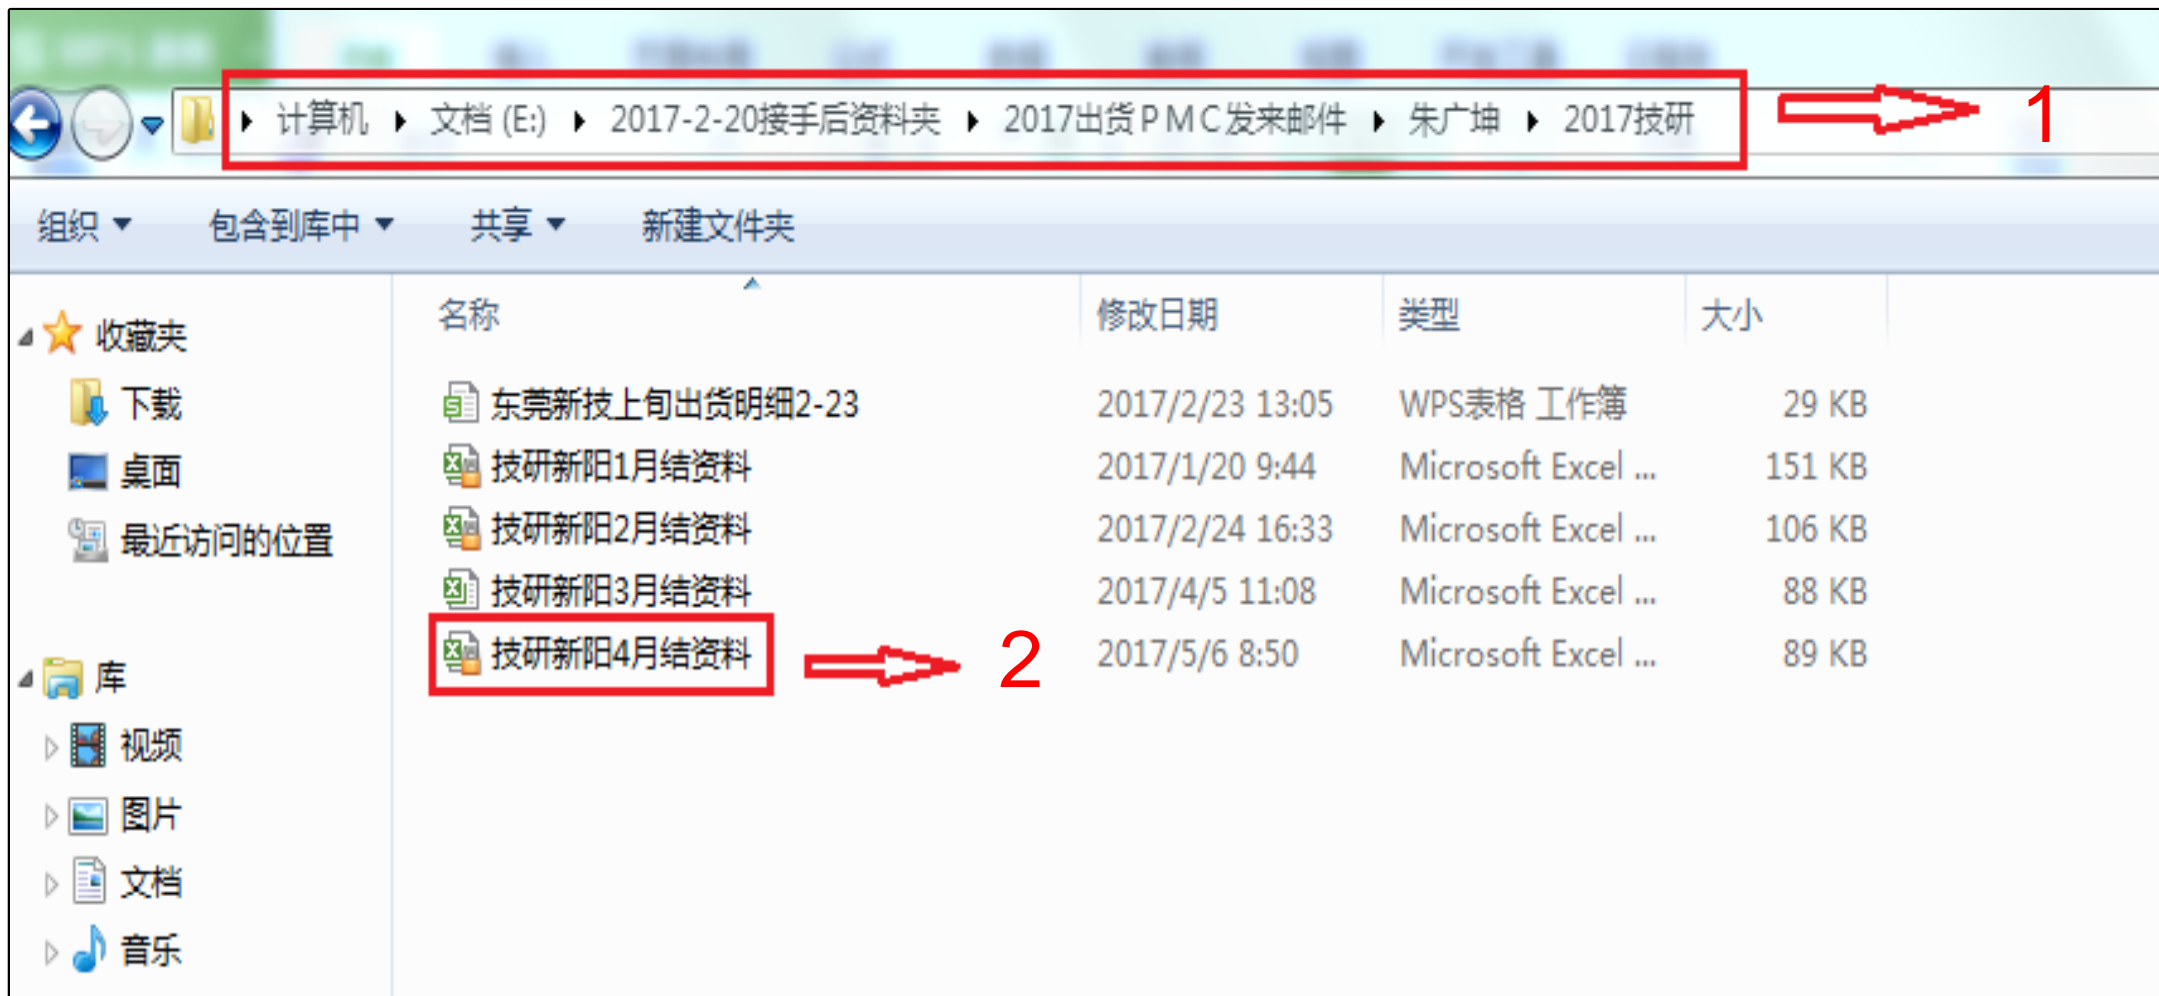 计算机 文档 (E:) 2017-2-20接手后资料夹 2017出货PMC发来邮件 朱广坤 2017技研 1
组织 包含到库中 共享 新建文件夹
名称 修改日期 类型 大小
收藏夹
下载
桌面
最近访问的位置
库
视频
图片
文档
音乐
东莞新技上旬出货明细2-23 2017/2/23 13:05 WPS表格 工作簿 29 KB
技研新阳1月结资料 2017/1/20 9:44 Microsoft Excel ... 151 KB
技研新阳2月结资料 2017/2/24 16:33 Microsoft Excel ... 106 KB
技研新阳3月结资料 2017/4/5 11:08 Microsoft Excel ... 88 KB
技研新阳4月结资料 2 2017/5/6 8:50 Microsoft Excel ... 89 KB